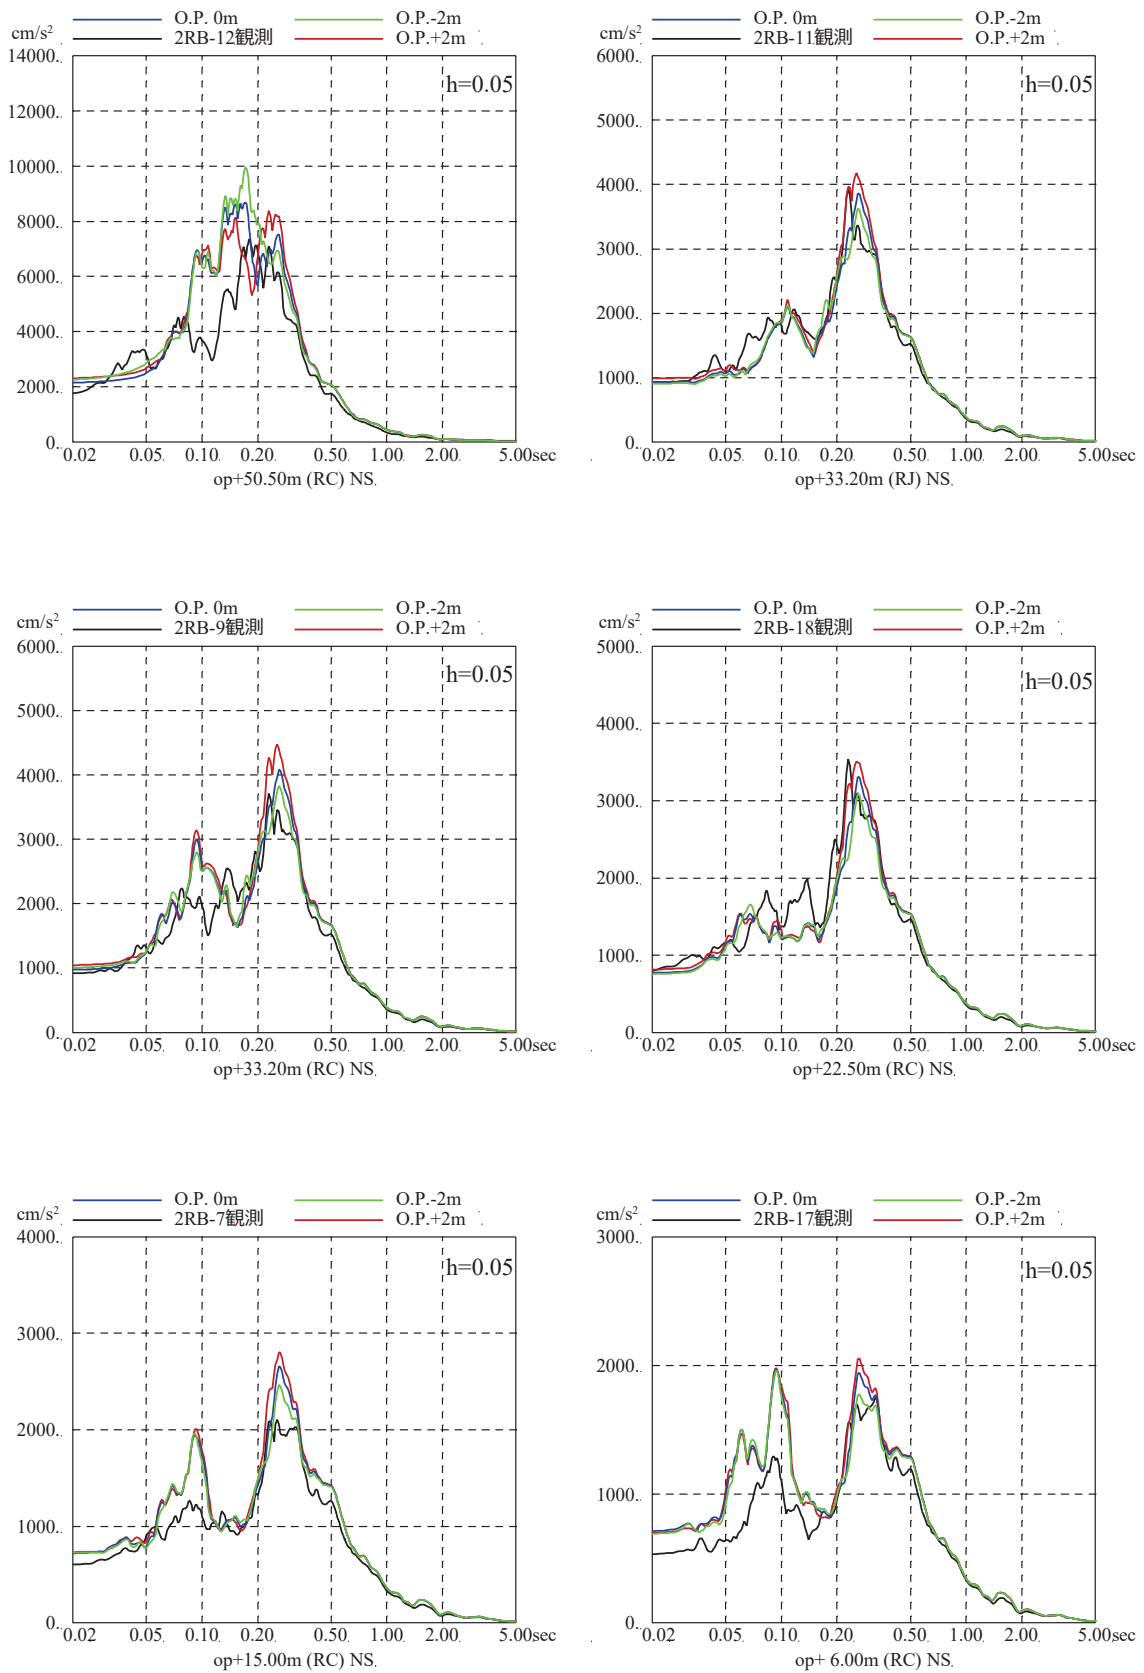 O.P. 0m O.P.-2m
cm/s2 2RB-12観測 O.P.+2m
14000.
h=0.05
12000.
10000.
8000.
6000.
4000.
2000.
0.
0.02 0.05 0.10 0.20 0.50 1.00 2.00 5.00sec
op+50.50m (RC) NS
O.P. 0m O.P.-2m
cm/s2 2RB-11観測 O.P.+2m
6000.
h=0.05
5000.
4000.
3000.
2000.
1000.
0.
0.02 0.05 0.10 0.20 0.50 1.00 2.00 5.00sec
op+33.20m (RJ) NS
O.P. 0m O.P.-2m
cm/s2 2RB-9観測 O.P.+2m
6000.
h=0.05
5000.
4000.
3000.
2000.
1000.
0.
0.02 0.05 0.10 0.20 0.50 1.00 2.00 5.00sec
op+33.20m (RC) NS
O.P. 0m O.P.-2m
cm/s2 2RB-18観測 O.P.+2m
5000.
h=0.05
4000.
3000.
2000.
1000.
0.
0.02 0.05 0.10 0.20 0.50 1.00 2.00 5.00sec
op+22.50m (RC) NS
O.P. 0m O.P.-2m
cm/s2 2RB-7観測 O.P.+2m
4000.
h=0.05
3000.
2000.
1000.
0.
0.02 0.05 0.10 0.20 0.50 1.00 2.00 5.00sec
op+15.00m (RC) NS
O.P. 0m O.P.-2m
cm/s2 2RB-17観測 O.P.+2m
3000.
h=0.05
2000.
1000.
0.
0.02 0.05 0.10 0.20 0.50 1.00 2.00 5.00sec
op+ 6.00m (RC) NS